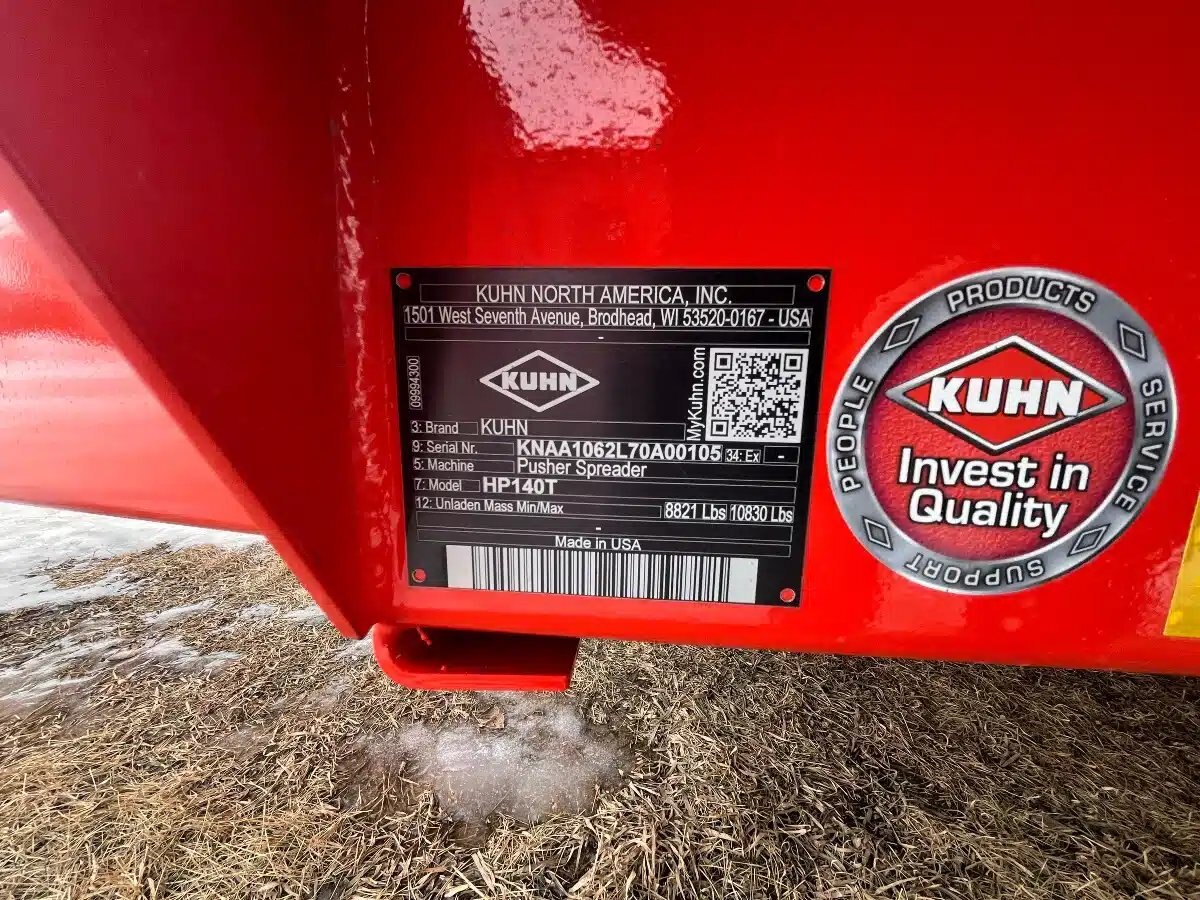 KUHN NORTH AMERICA, INC.
1501 West Seventh Avenue, Brodhead, WI 53520-0167 - USA
-
09994300
KUHN
MyKuhn.com
3: Brand KUHN
9: Serial Nr. KNAA1062L70A00105 34: Ex -
5: Machine Pusher Spreader
7: Model HP140T
12: Unladen Mass Min/Max 8821 Lbs 10830 Lbs
-
Made in USA
PRODUCTS
PEOPLE
SERVICE
SUPPORT
KUHN
Invest in
Quality